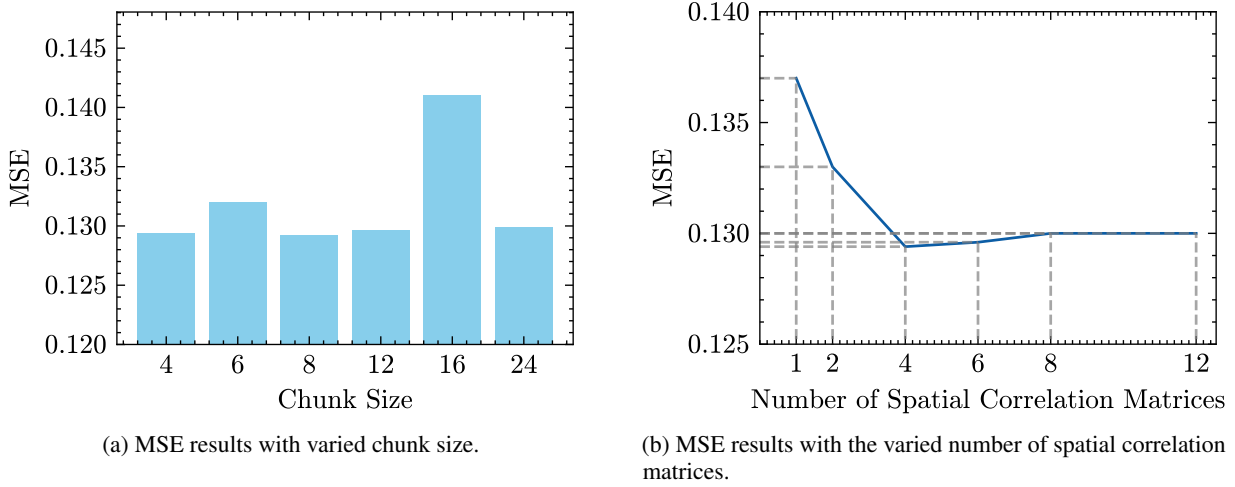 0.145
0.140
0.135
0.130
0.125
0.120
MSE
4 6 8 12 16 24
Chunk Size
(a) MSE results with varied chunk size.
0.140
0.135
0.130
0.125
MSE
1 2 4 6 8 12
Number of Spatial Correlation Matrices
(b) MSE results with the varied number of spatial correlation
matrices.